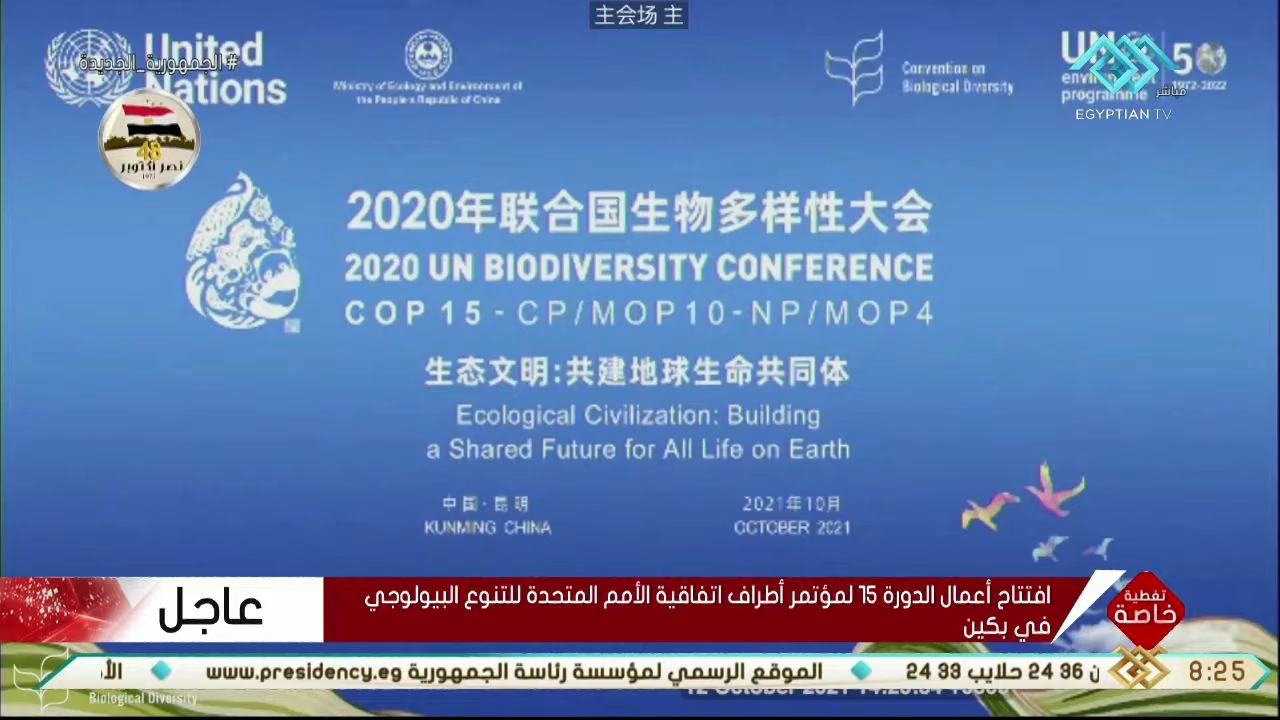 主会场 主
United
Nations
#الجمهورية_الجديدة
Ministry of Ecology and Environment of
the People's Republic of China
Convention on
Biological Diversity
UN
environment
programme
50
1972-2022
مباشر
EGYPTIAN TV
48
نصر أكتوبر
2020年联合国生物多样性大会
2020 UN BIODIVERSITY CONFERENCE
COP 15 - CP/MOP10-NP/MOP4
生态文明:共建地球生命共同体
Ecological Civilization: Building
a Shared Future for All Life on Earth
中国·昆明
KUNMING CHINA
2021年10月
OCTOBER 2021
عاجل
افتتاح أعمال الدورة 15 لمؤتمر أطراف اتفاقية الأمم المتحدة للتنوع البيولوجي
في بكين
تغطية
خاصة
ن 36 24 حلايب 33 24 الموقع الرسمي لمؤسسة رئاسة الجمهورية www.presidency.eg الأ
8:25
Biological Diversity